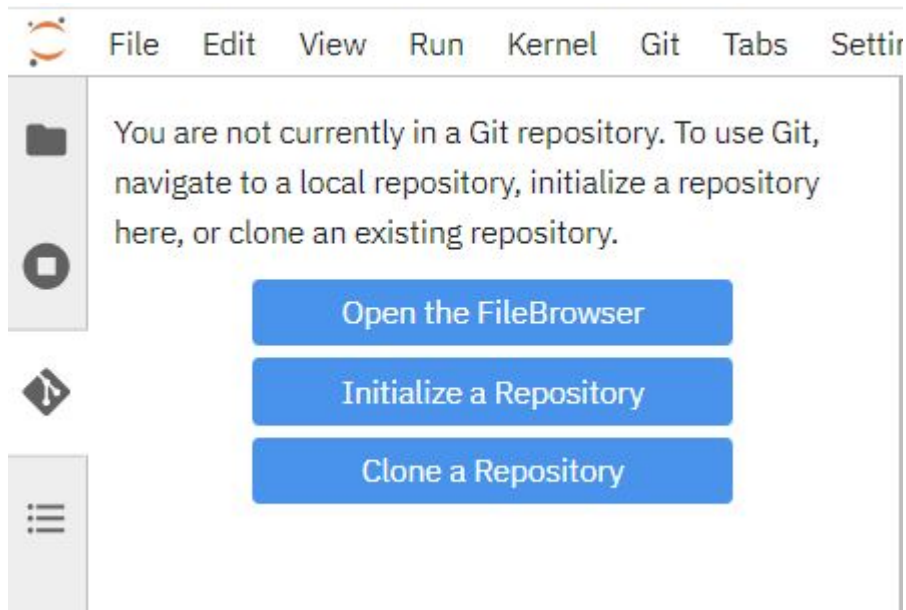 File Edit View Run Kernel Git Tabs
You are not currently in a Git repository. To use Git,
navigate to a local repository, initialize a repository
here, or clone an existing repository.
Open the FileBrowser
Initialize a Repository
Clone a Repository